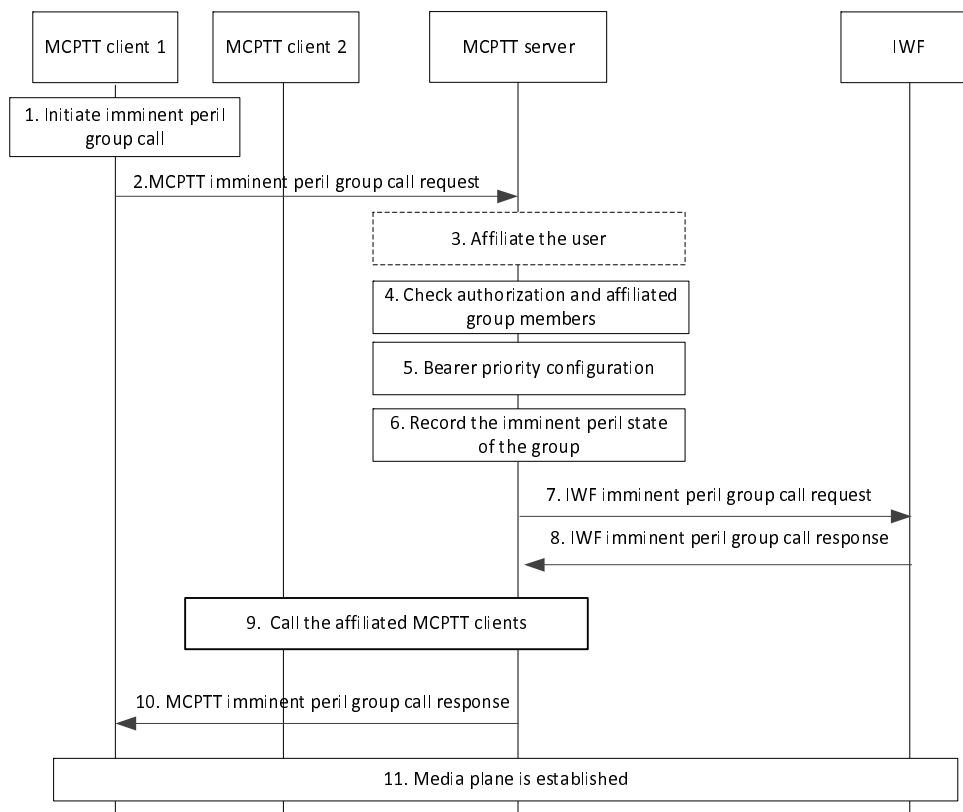 MCPTT client 1
MCPTT client 2
MCPTT server
IWF
1. Initiate imminent peril
group call
2.MCPTT imminent peril group call request
3. Affiliate the user
4. Check authorization and affiliated
group members
5. Bearer priority configuration
6. Record the imminent peril state
of the group
7. IWF imminent peril group call request
8. IWF imminent peril group call response
9. Call the affiliated MCPTT clients
10. MCPTT imminent peril group call response
11. Media plane is established